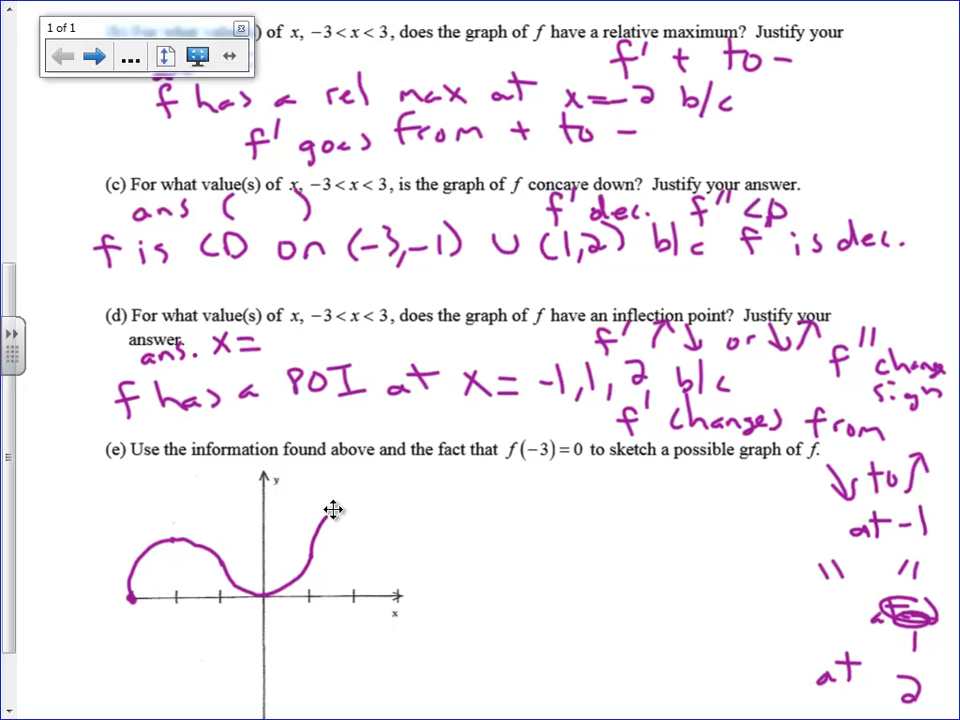 1 of 1
) of x, −3 < x < 3, does the graph of f have a relative maximum? Justify your
f' + to −
f has a rel max at x=-2 b/c
f' goes from + to −
(c) For what value(s) of x, −3 < x < 3, is the graph of f concave down? Justify your answer.
ans ( ) f' dec. f''
f is CD on (-3,-1) ∪ (1,2) b/c f' is dec.
(d) For what value(s) of x, −3 < x < 3, does the graph of f have an inflection point? Justify your
answer.
ans. x= f' ↑↓ or ↓↑ f'' change sign
f has a POI at x = -1, 1, 2 b/c
f' changes from
(e) Use the information found above and the fact that f(−3) = 0 to sketch a possible graph of f.
↓ to ↑
at -1
y
" "
1
x
at 2